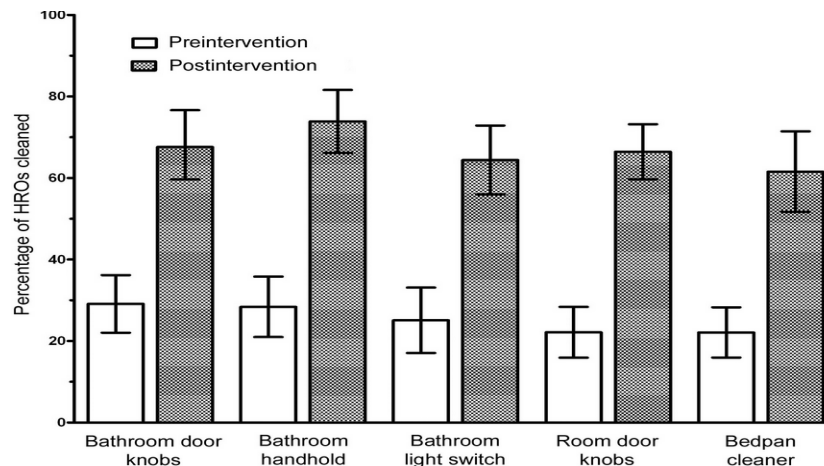 100
80
60
40
20
0
Percentage of HROs cleaned
Preintervention
Postintervention
Bathroom door
knobs
Bathroom
handhold
Bathroom
light switch
Room door
knobs
Bedpan
cleaner